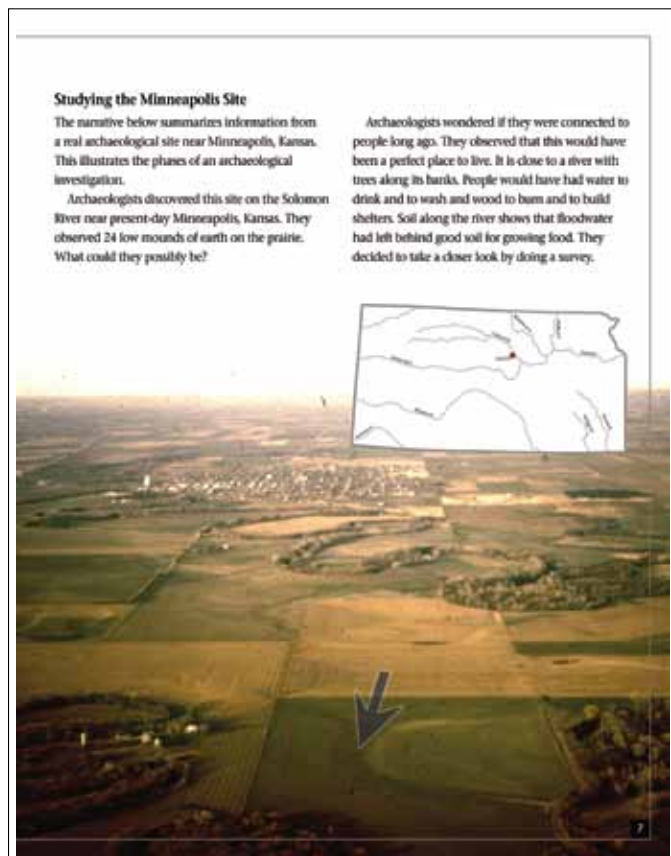 Studying the Minneapolis Site
The narrative below summarizes information from
a real archaeological site near Minneapolis, Kansas.
This illustrates the phases of an archaeological
investigation.
Archaeologists discovered this site on the Solomon
River near present-day Minneapolis, Kansas. They
observed 24 low mounds of earth on the prairie.
What could they possibly be?
Archaeologists wondered if they were connected to
people long ago. They observed that this would have
been a perfect place to live. It is close to a river with
trees along its banks. People would have had water to
drink and to wash and wood to burn and to build
shelters. Soil along the river shows that floodwater
had left behind good soil for growing food. They
decided to take a closer look by doing a survey.
7